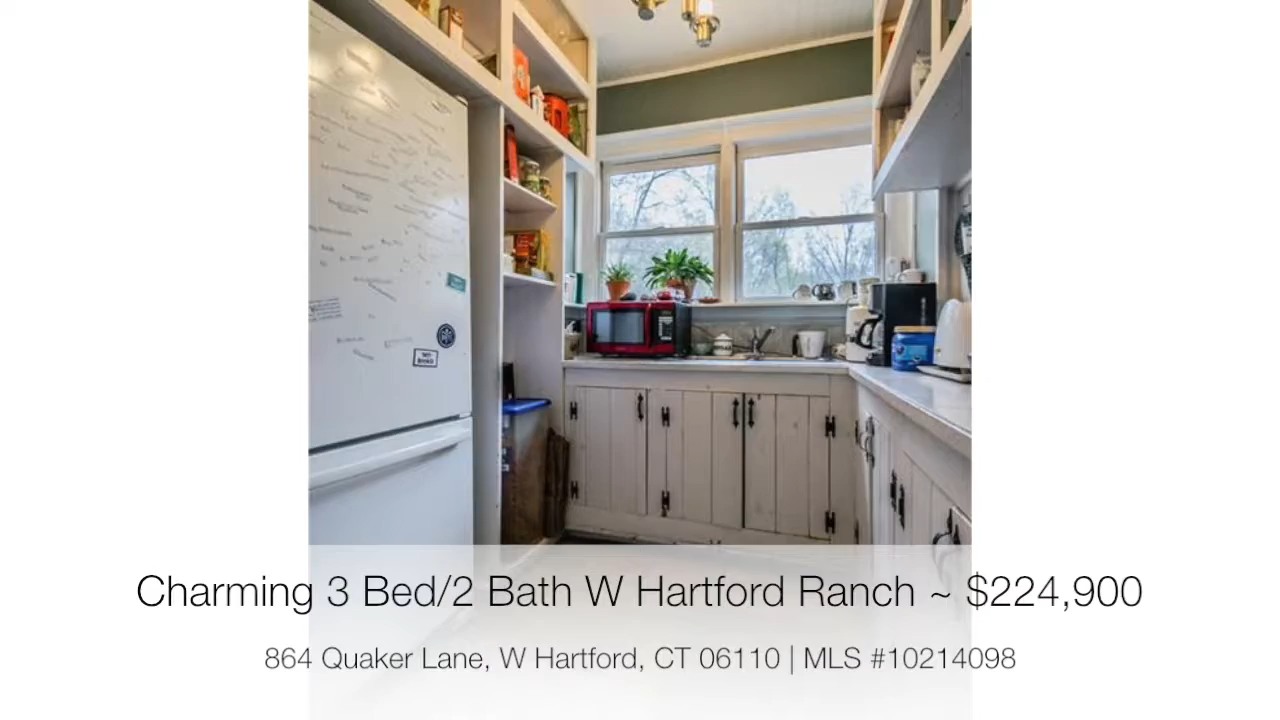 Charming 3 Bed/2 Bath W Hartford Ranch ~ $224,900
864 Quaker Lane, W Hartford, CT 06110 | MLS #10214098